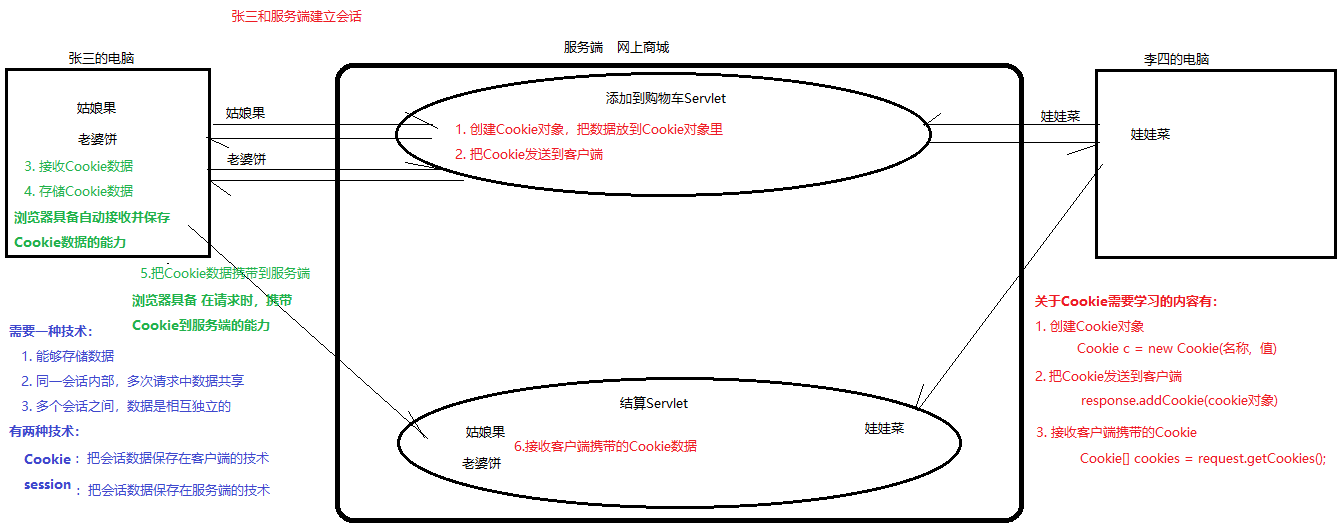 张三和服务端建立会话
服务端 网上商城
张三的电脑
李四的电脑
姑娘果
老婆饼
3. 接收Cookie数据
4. 存储Cookie数据
浏览器具备自动接收并保存
Cookie数据的能力
姑娘果
老婆饼
添加到购物车Servlet
1. 创建Cookie对象，把数据放到Cookie对象里
2. 把Cookie发送到客户端
娃娃菜
娃娃菜
5.把Cookie数据携带到服务端
浏览器具备 在请求时，携带
Cookie到服务端的能力
需要一种技术：
1. 能够存储数据
2. 同一会话内部，多次请求中数据共享
3. 多个会话之间，数据是相互独立的
有两种技术：
Cookie ：把会话数据保存在客户端的技术
session ：把会话数据保存在服务端的技术
结算Servlet
姑娘果
老婆饼
6.接收客户端携带的Cookie数据
娃娃菜
关于Cookie需要学习的内容有：
1. 创建Cookie对象
Cookie c = new Cookie(名称，值)
2. 把Cookie发送到客户端
response.addCookie(cookie对象)
3. 接收客户端携带的Cookie
Cookie[] cookies = request.getCookies();